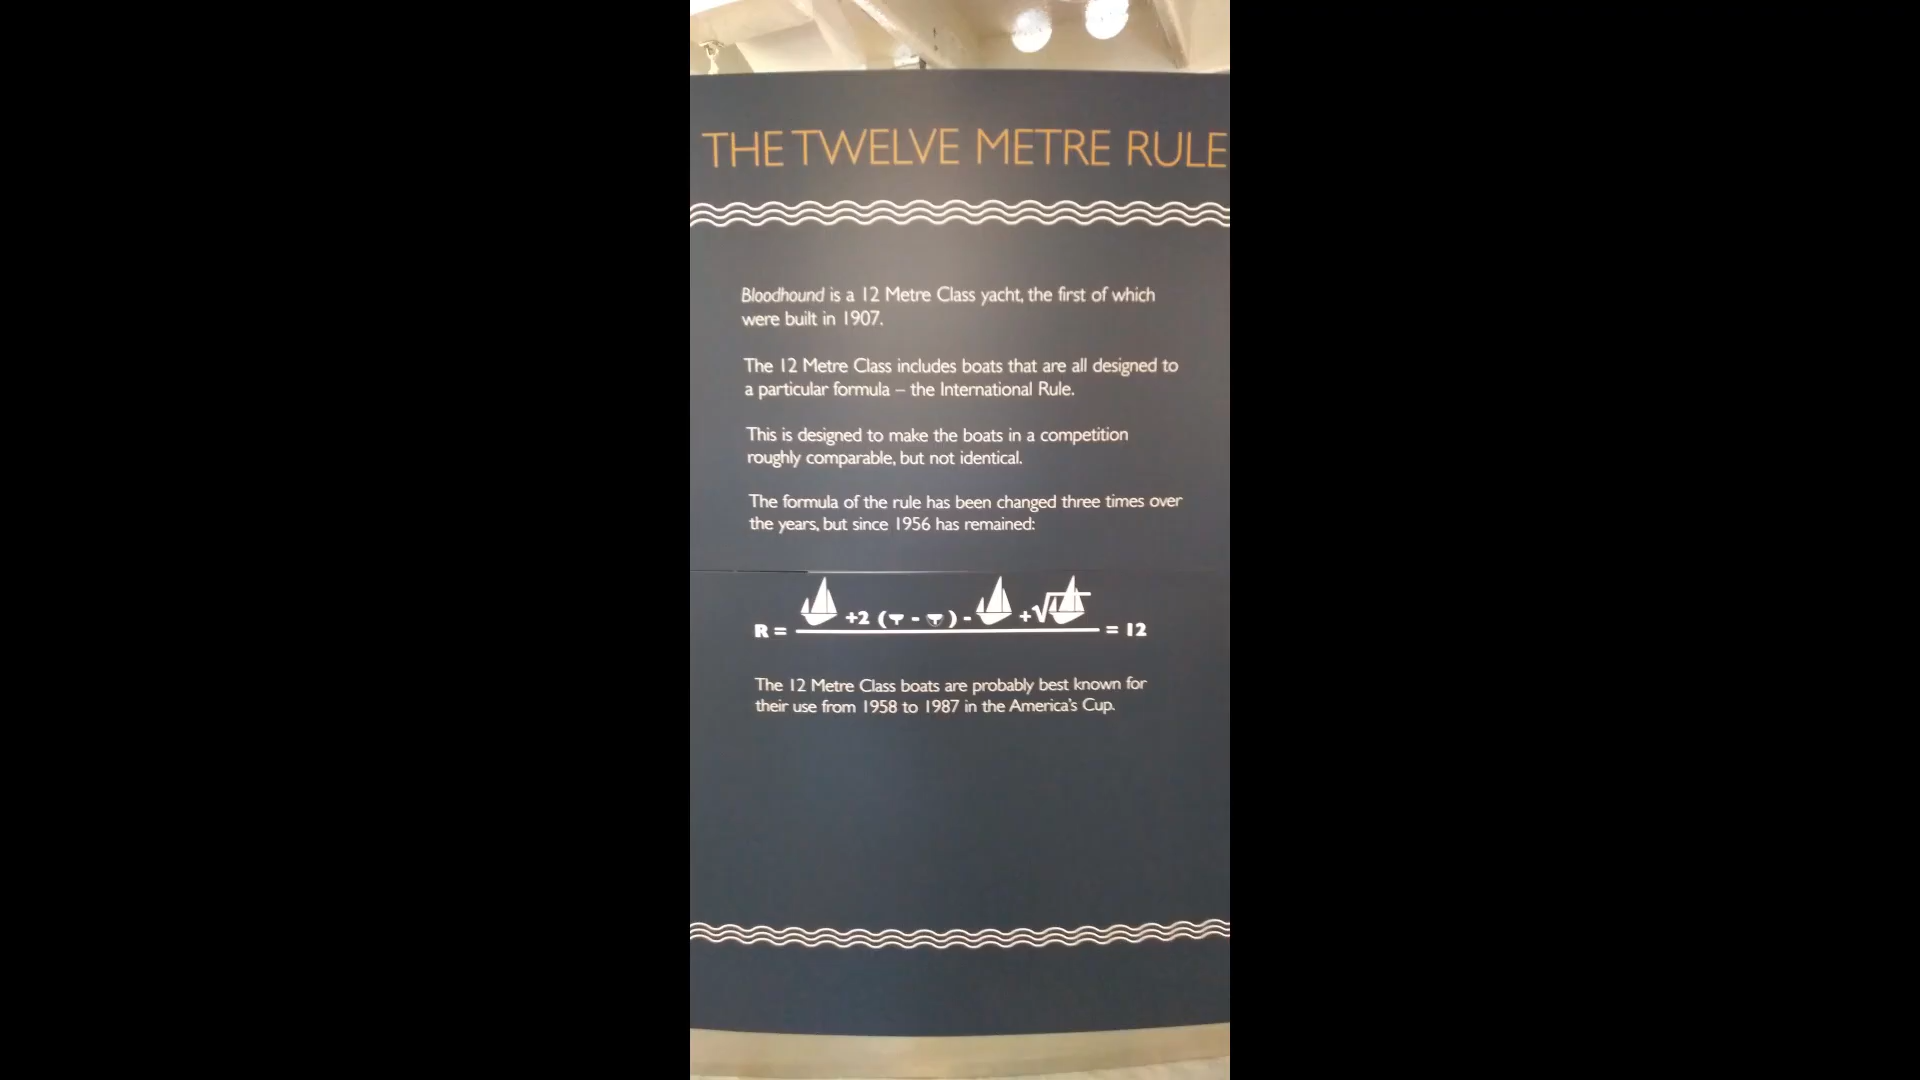 THE TWELVE METRE RULE
Bloodhound is a 12 Metre Class yacht, the first of which
were built in 1907.
The 12 Metre Class includes boats that are all designed to
a particular formula – the International Rule.
This is designed to make the boats in a competition
roughly comparable, but not identical.
The formula of the rule has been changed three times over
the years, but since 1956 has remained:
R = +2 ( - ) - +√ = 12
The 12 Metre Class boats are probably best known for
their use from 1958 to 1987 in the America's Cup.